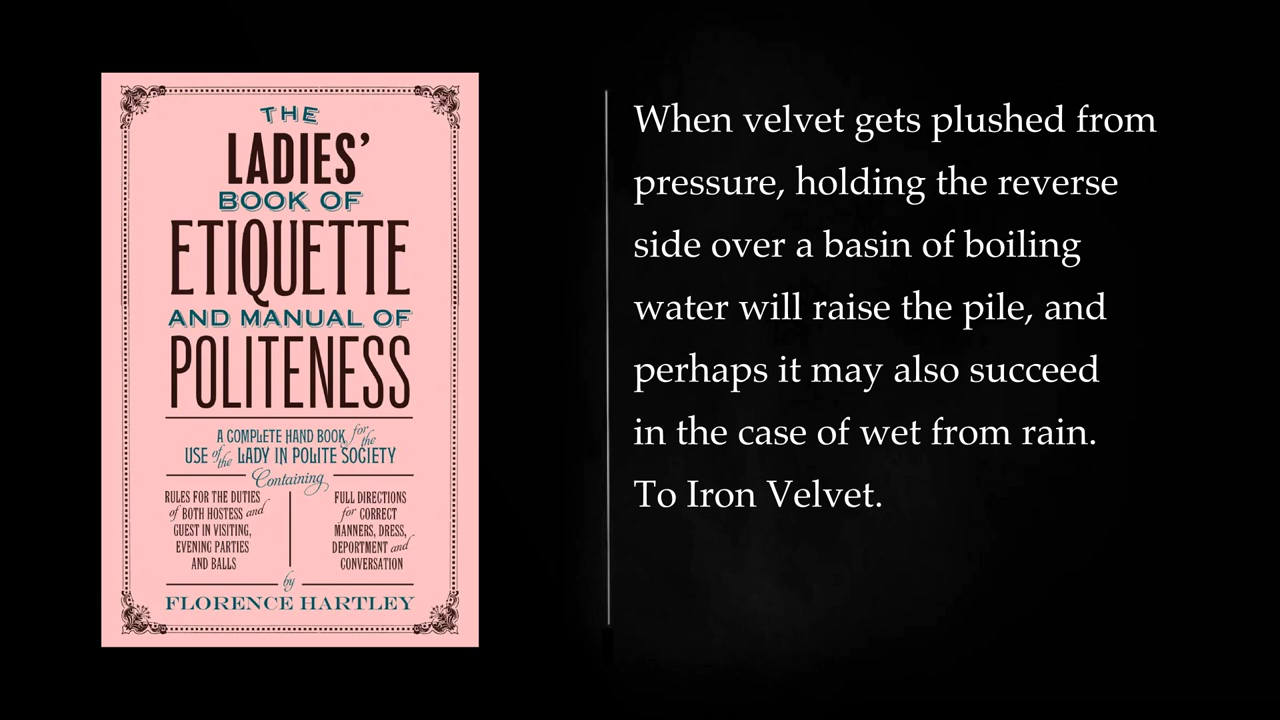 THE
LADIES'
BOOK OF
ETIQUETTE
AND MANUAL OF
POLITENESS
A COMPLETE HAND BOOK for the
USE of the LADY IN POLITE SOCIETY
Containing
RULES FOR THE DUTIES
of BOTH HOSTESS and
GUEST IN VISITING,
EVENING PARTIES
AND BALLS
FULL DIRECTIONS
for CORRECT
MANNERS, DRESS,
DEPORTMENT and
CONVERSATION
by
FLORENCE HARTLEY
When velvet gets plushed from
pressure, holding the reverse
side over a basin of boiling
water will raise the pile, and
perhaps it may also succeed
in the case of wet from rain.
To Iron Velvet.